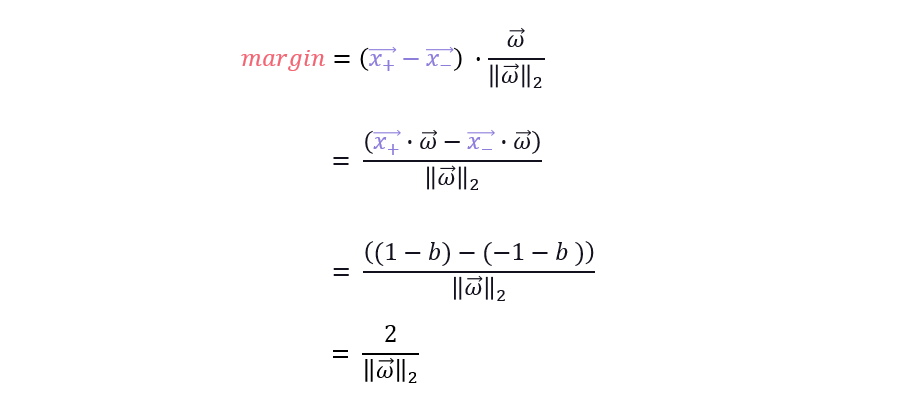 margin = (x₊⃗ − x₋⃗) · ω⃗ / ‖ω⃗‖₂
= (x₊⃗ · ω⃗ − x₋⃗ · ω⃗) / ‖ω⃗‖₂
= ((1 − b) − (−1 − b )) / ‖ω⃗‖₂
= 2 / ‖ω⃗‖₂